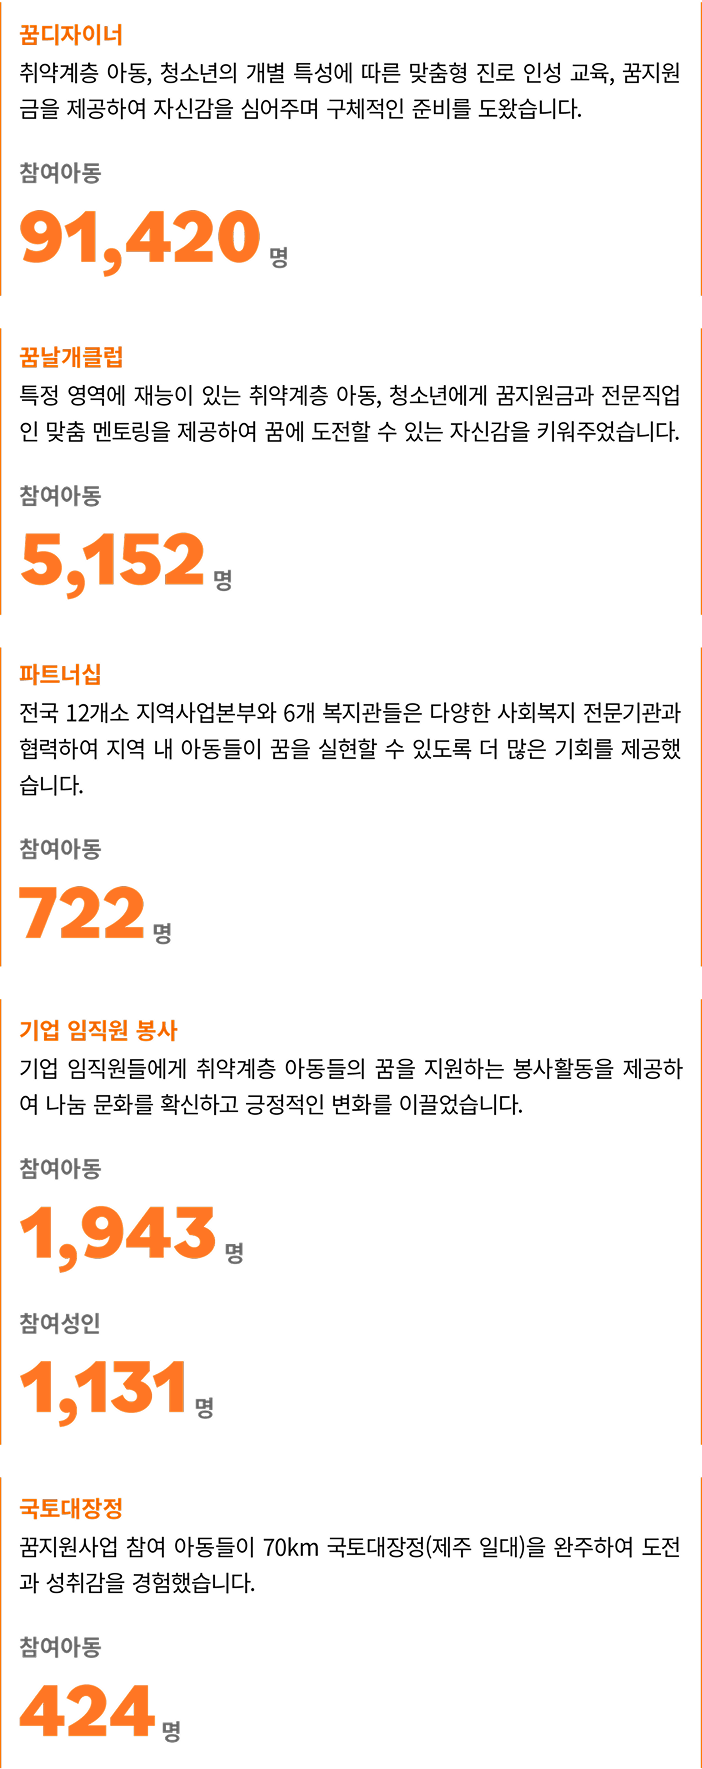 꿈디자이너
취약계층 아동, 청소년의 개별 특성에 따른 맞춤형 진로 인성 교육, 꿈지원
금을 제공하여 자신감을 심어주며 구체적인 준비를 도왔습니다.
참여아동
91,420 명
꿈날개클럽
특정 영역에 재능이 있는 취약계층 아동, 청소년에게 꿈지원금과 전문직업
인 맞춤 멘토링을 제공하여 꿈에 도전할 수 있는 자신감을 키워주었습니다.
참여아동
5,152 명
파트너십
전국 12개소 지역사업본부와 6개 복지관들은 다양한 사회복지 전문기관과
협력하여 지역 내 아동들이 꿈을 실현할 수 있도록 더 많은 기회를 제공했
습니다.
참여아동
722 명
기업 임직원 봉사
기업 임직원들에게 취약계층 아동들의 꿈을 지원하는 봉사활동을 제공하
여 나눔 문화를 확신하고 긍정적인 변화를 이끌었습니다.
참여아동
1,943 명
참여성인
1,131 명
국토대장정
꿈지원사업 참여 아동들이 70km 국토대장정(제주 일대)을 완주하여 도전
과 성취감을 경험했습니다.
참여아동
424 명